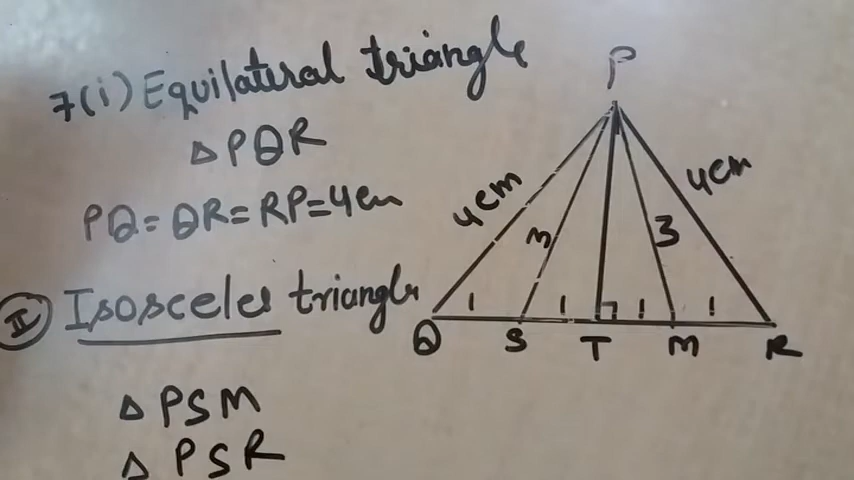 7(i) Equilateral triangle
△ PQR
PQ = QR = RP = 4cm
II Isosceles triangle
△ PSM
△ PSR
P
4cm
4cm
3
3
1 1 1 1
Q S T M R